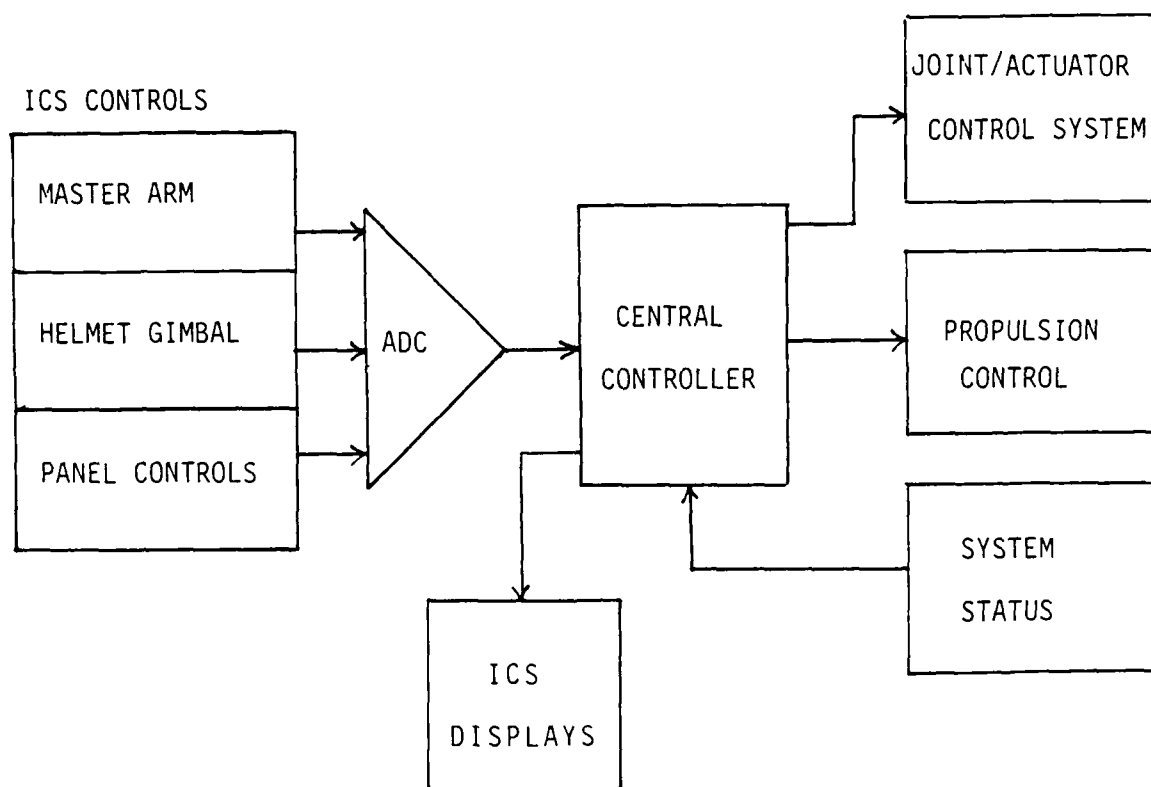 ICS CONTROLS
MASTER ARM
HELMET GIMBAL
PANEL CONTROLS
ADC
CENTRAL
CONTROLLER
JOINT/ACTUATOR
CONTROL SYSTEM
PROPULSION
CONTROL
SYSTEM
STATUS
ICS
DISPLAYS